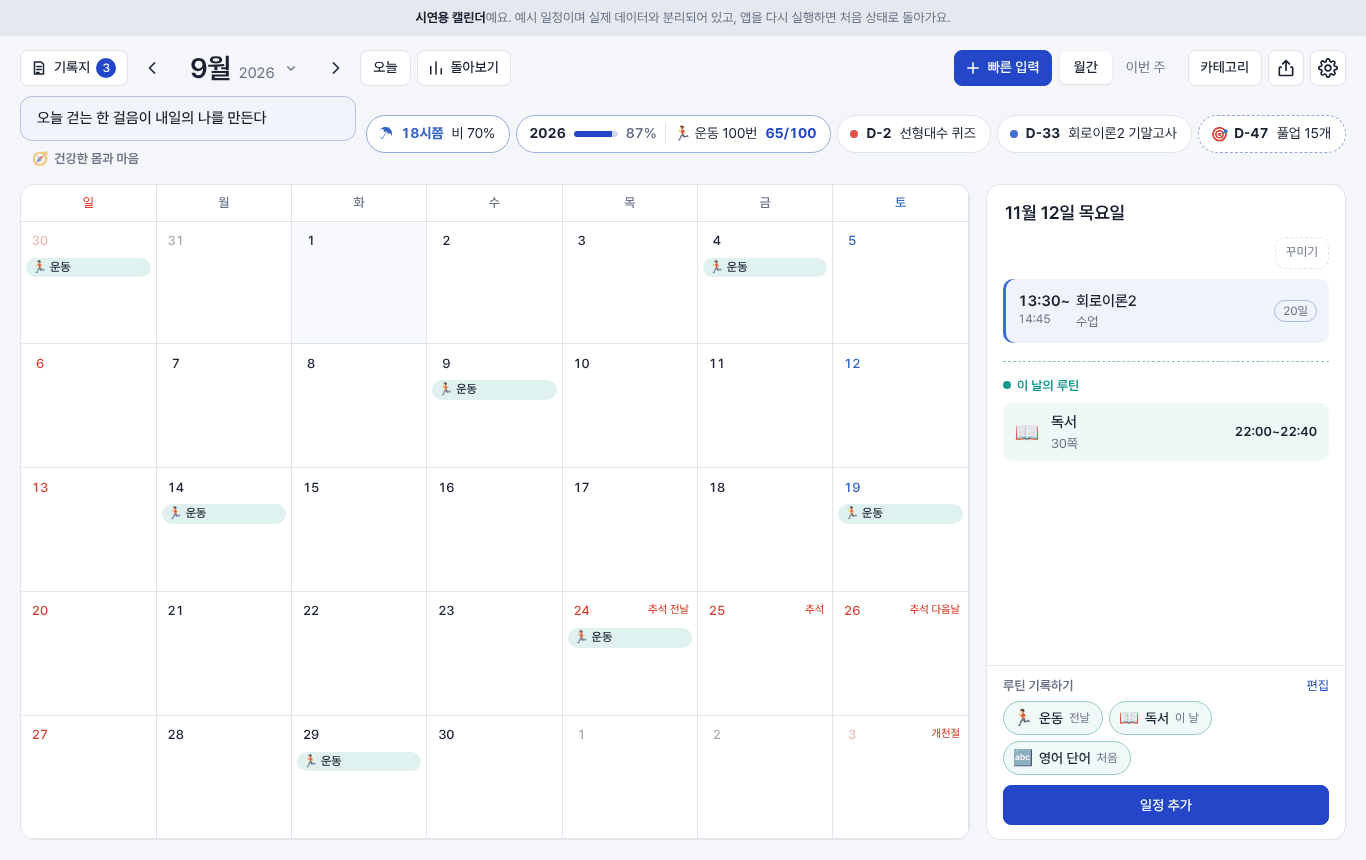 시연용 캘린더예요. 예시 일정이며 실제 데이터와 분리되어 있고, 앱을 다시 실행하면 처음 상태로 돌아가요.
기록지 3
9월 2026
오늘
돌아보기
빠른 입력
월간
이번 주
카테고리
오늘 걷는 한 걸음이 내일의 나를 만든다
건강한 몸과 마음
18시쯤 비 70%
2026 87% 운동 100번 65/100
D-2 선형대수 퀴즈
D-33 회로이론2 기말고사
D-47 풀업 15개
일 월 화 수 목 금 토
30 31 1 2 3 4 5
운동 운동
6 7 8 9 10 11 12
운동
13 14 15 16 17 18 19
운동 운동
20 21 22 23 24 추석 전날 25 추석 26 추석 다음날
운동
27 28 29 30 1 2 3 개천절
운동
11월 12일 목요일
꾸미기
13:30~ 회로이론2
14:45 수업
20일
이 날의 루틴
독서
30쪽
22:00~22:40
루틴 기록하기 편집
운동 전날
독서 이 날
abc 영어 단어 처음
일정 추가